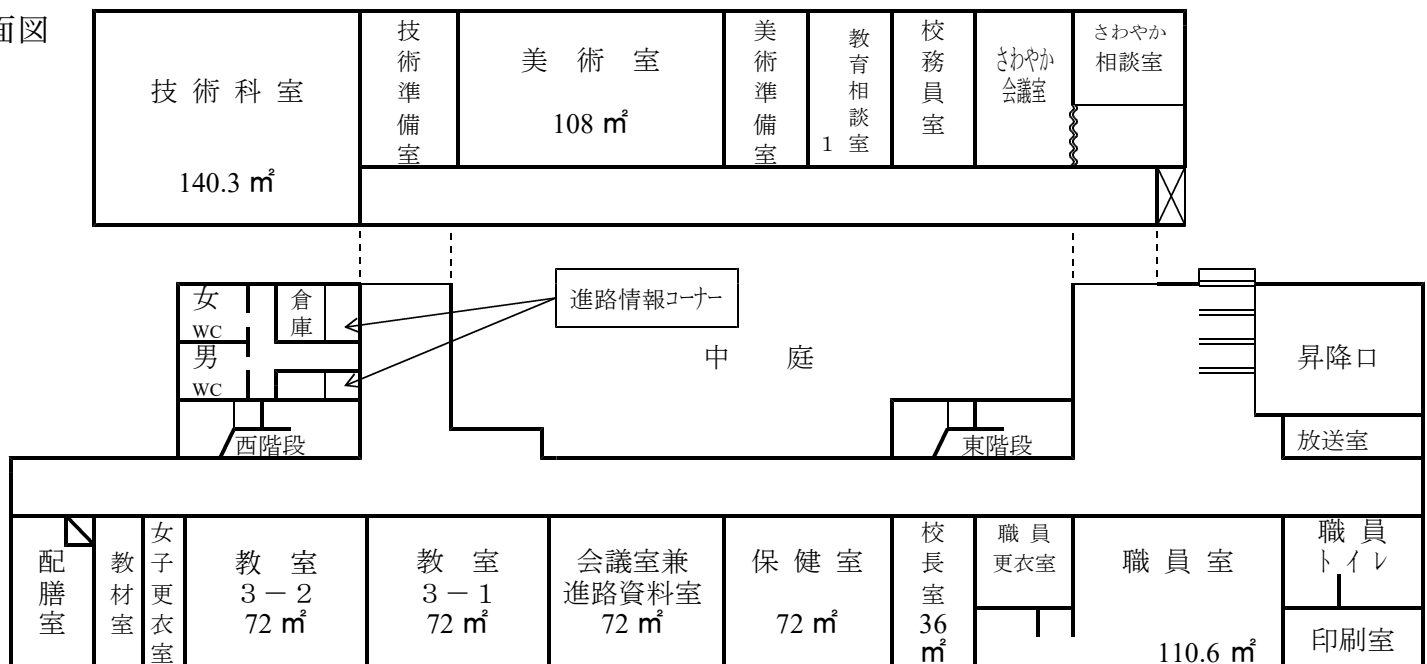 面図
技術科室
140.3 ㎡
技術準備室
美術室
108 ㎡
美術準備室
教育相談室
1
校務員室
さわやか
会議室
さわやか
相談室
女
WC
男
WC
倉庫
進路情報コーナー
中庭
昇降口
放送室
西階段
東階段
配膳室
教材室
女子更衣室
教室
３－２
72 ㎡
教室
３－１
72 ㎡
会議室兼
進路資料室
72 ㎡
保健室
72 ㎡
校長室
36
㎡
職員
更衣室
職員室
110.6 ㎡
職員
トイレ
印刷室